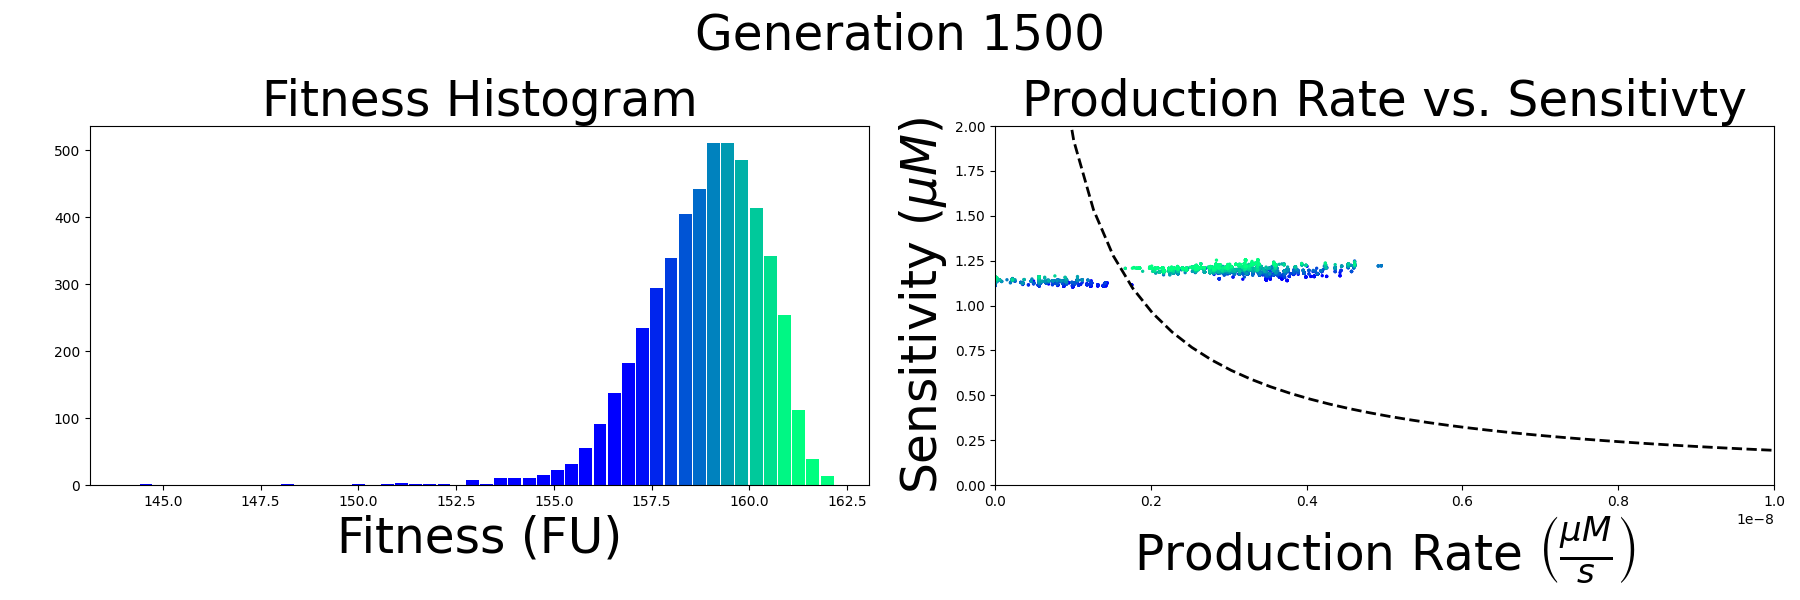 Generation 1500
Fitness Histogram
500
400
300
200
100
0
145.0 147.5 150.0 152.5 155.0 157.5 160.0 162.5
Fitness (FU)
Production Rate vs. Sensitivty
Sensitivity (μM)
2.00
1.75
1.50
1.25
1.00
0.75
0.50
0.25
0.00
0.0 0.2 0.4 0.6 0.8 1.0
1e−8
Production Rate (μM/s)